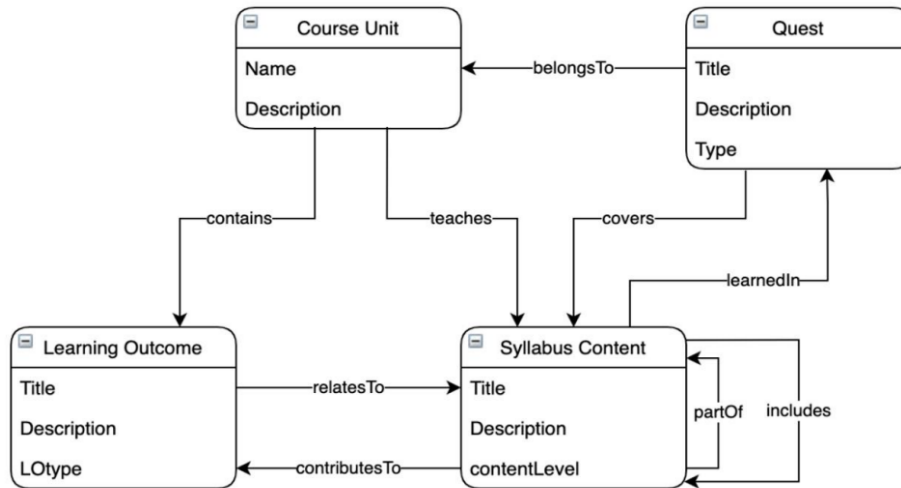 Course Unit
Name
Description
Quest
Title
Description
Type
belongsTo
contains
teaches
covers
learnedIn
Learning Outcome
Title
Description
LOtype
relatesTo
contributesTo
Syllabus Content
Title
Description
contentLevel
partOf
includes